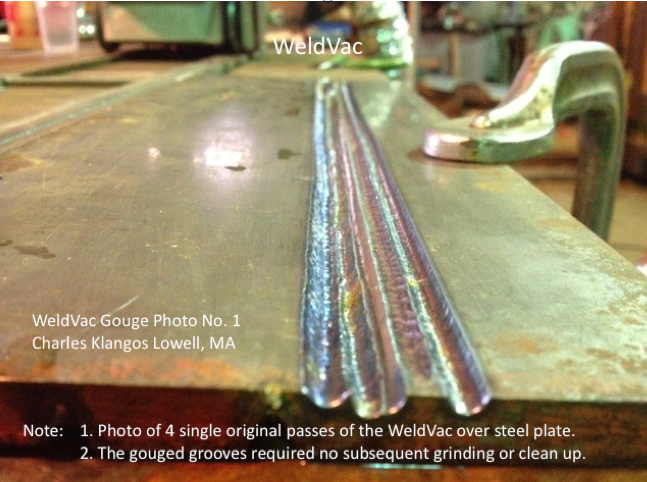 WeldVac
WeldVac Gouge Photo No. 1
Charles Klangos Lowell, MA
Note: 1. Photo of 4 single original passes of the WeldVac over steel plate.
2. The gouged grooves required no subsequent grinding or clean up.